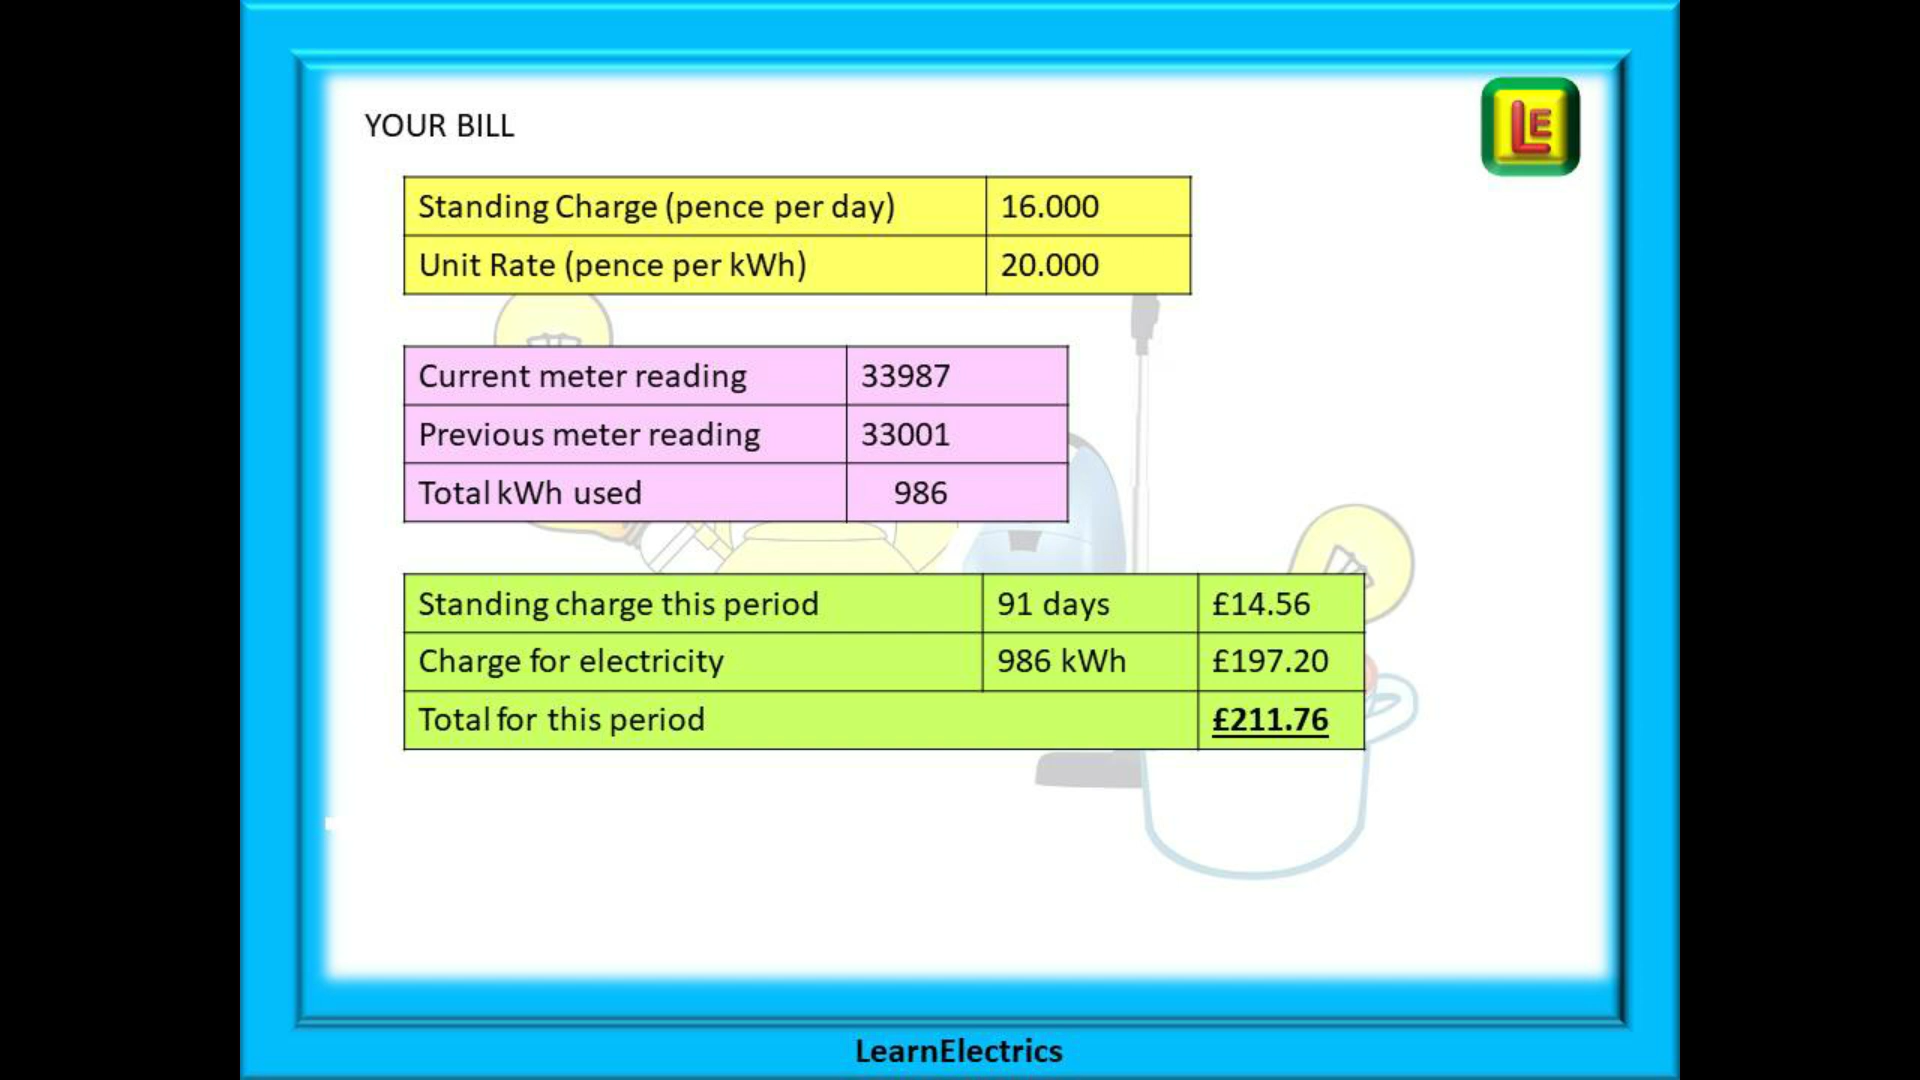 YOUR BILL
LE
Standing Charge (pence per day) 16.000
Unit Rate (pence per kWh) 20.000
Current meter reading 33987
Previous meter reading 33001
Total kWh used 986
Standing charge this period 91 days £14.56
Charge for electricity 986 kWh £197.20
Total for this period £211.76
LearnElectrics